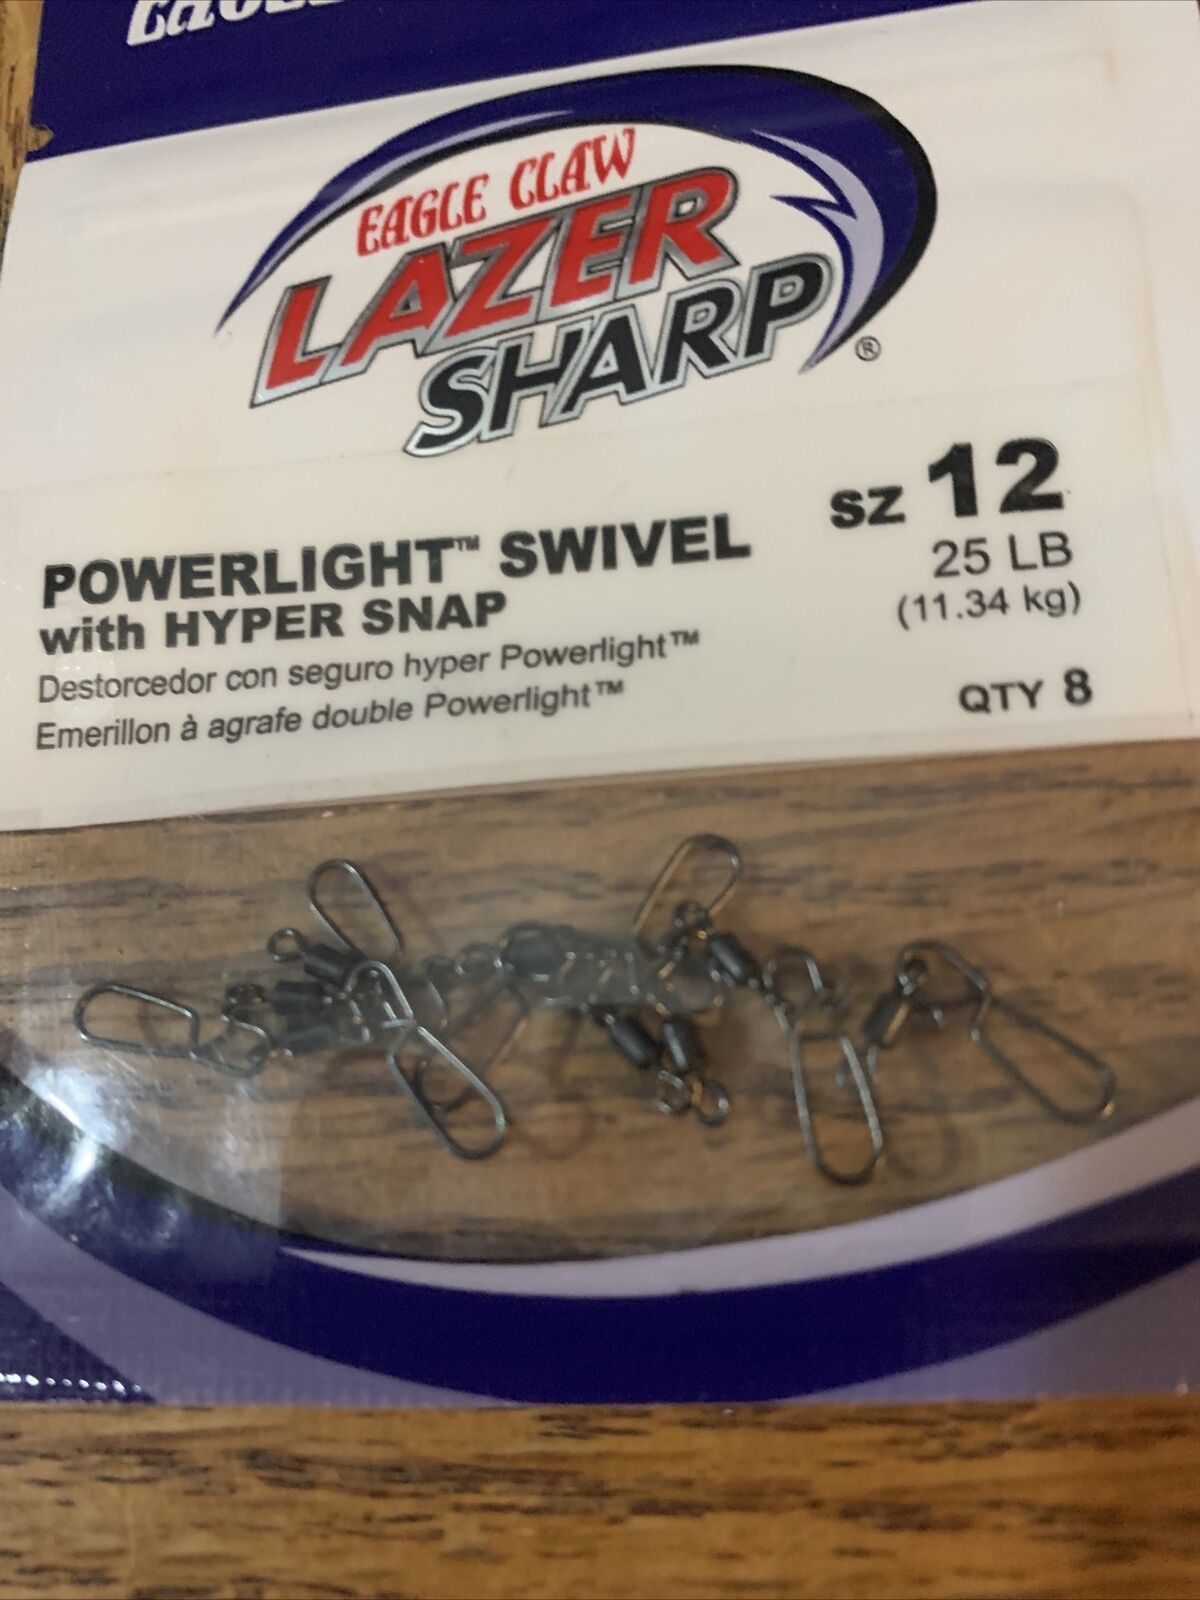 EAGLE CLAW
LAZER
SHARP®
POWERLIGHT™ SWIVEL
with HYPER SNAP
Destorcedor con seguro hyper Powerlight™
Emerillon à agrafe double Powerlight™
SZ 12
25 LB
(11.34 kg)
QTY 8